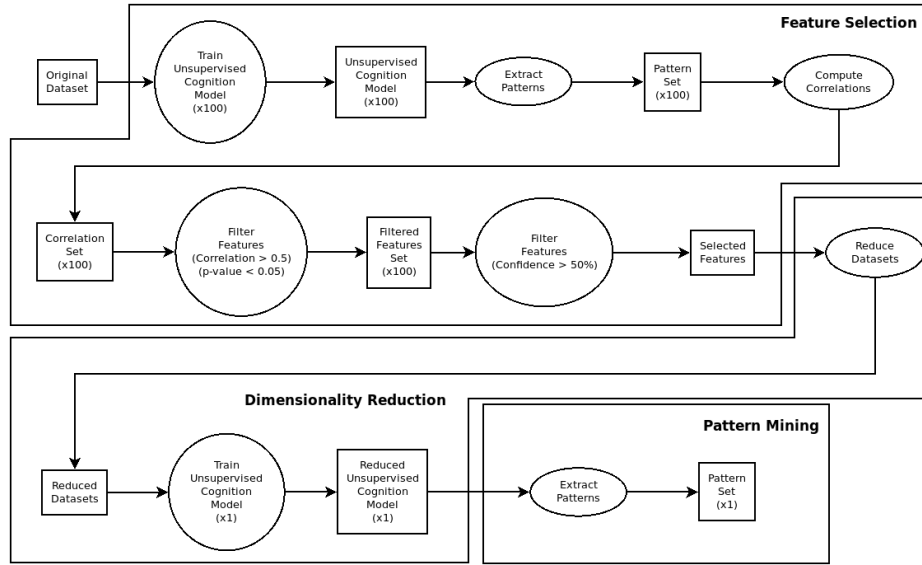 Feature Selection
Original
Dataset
Train
Unsupervised
Cognition
Model
(x100)
Unsupervised
Cognition
Model
(x100)
Extract
Patterns
Pattern
Set
(x100)
Compute
Correlations
Correlation
Set
(x100)
Filter
Features
(Correlation > 0.5)
(p-value < 0.05)
Filtered
Features
Set
(x100)
Filter
Features
(Confidence > 50%)
Selected
Features
Reduce
Datasets
Dimensionality Reduction
Pattern Mining
Reduced
Datasets
Train
Unsupervised
Cognition
Model
(x1)
Reduced
Unsupervised
Cognition
Model
(x1)
Extract
Patterns
Pattern
Set
(x1)